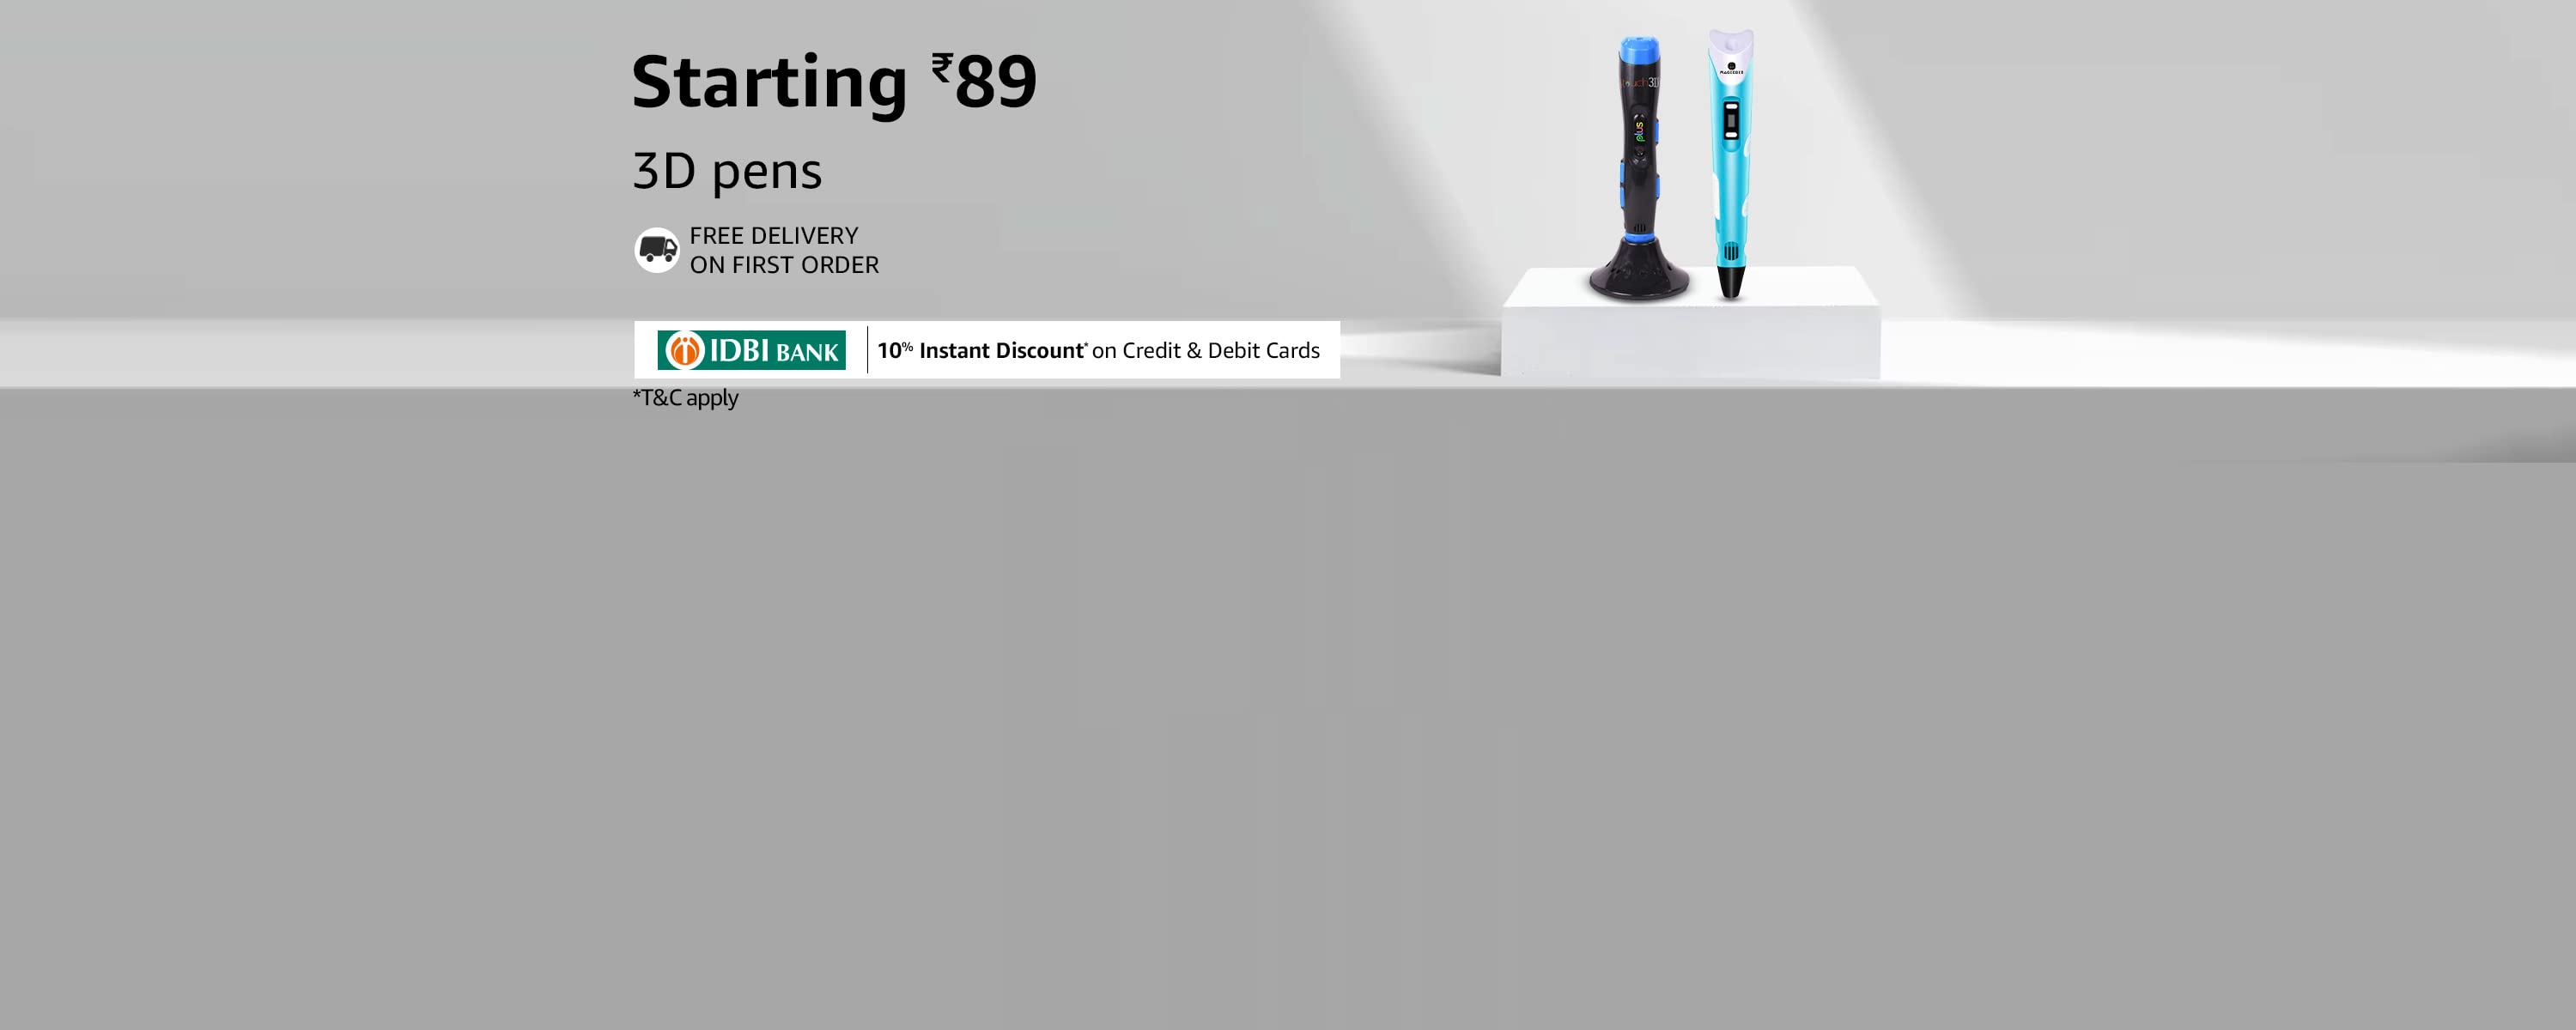 Starting ₹89
3D pens
FREE DELIVERY
ON FIRST ORDER
IDBI BANK
10% Instant Discount* on Credit & Debit Cards
*T&C apply
plus